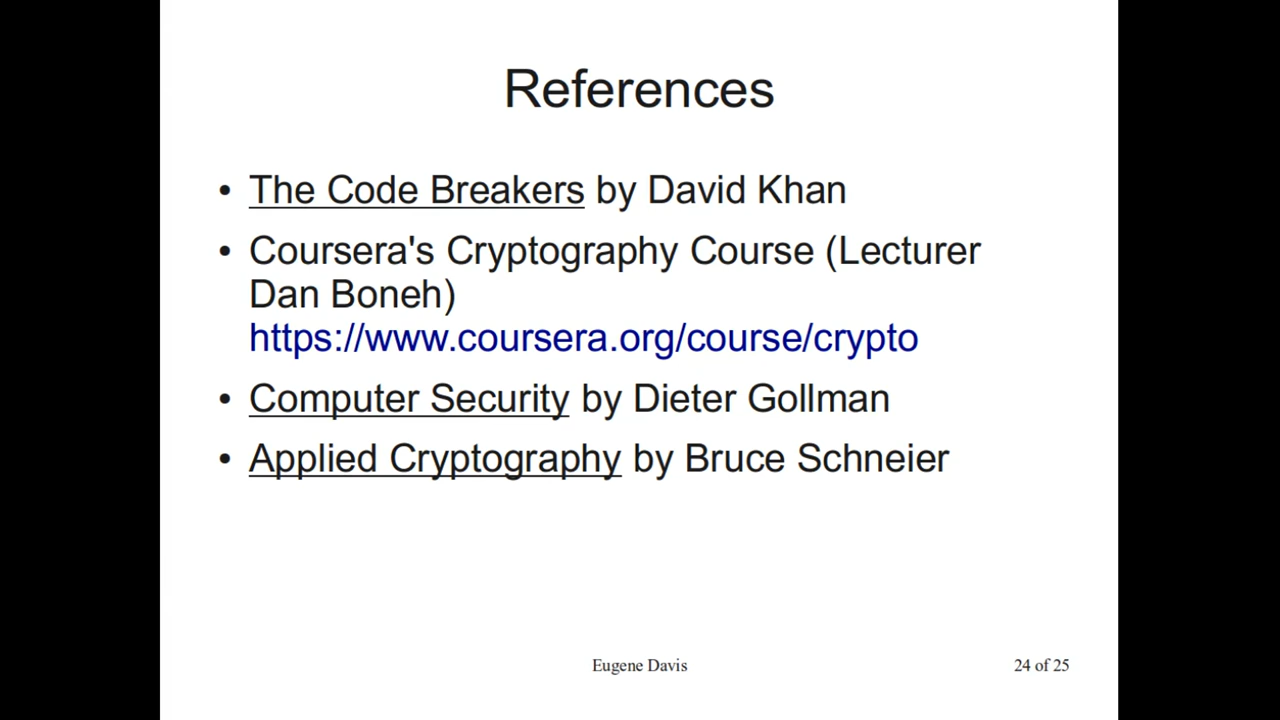 References
• The Code Breakers by David Khan
• Coursera's Cryptography Course (Lecturer
Dan Boneh)
https://www.coursera.org/course/crypto
• Computer Security by Dieter Gollman
• Applied Cryptography by Bruce Schneier
Eugene Davis
24 of 25